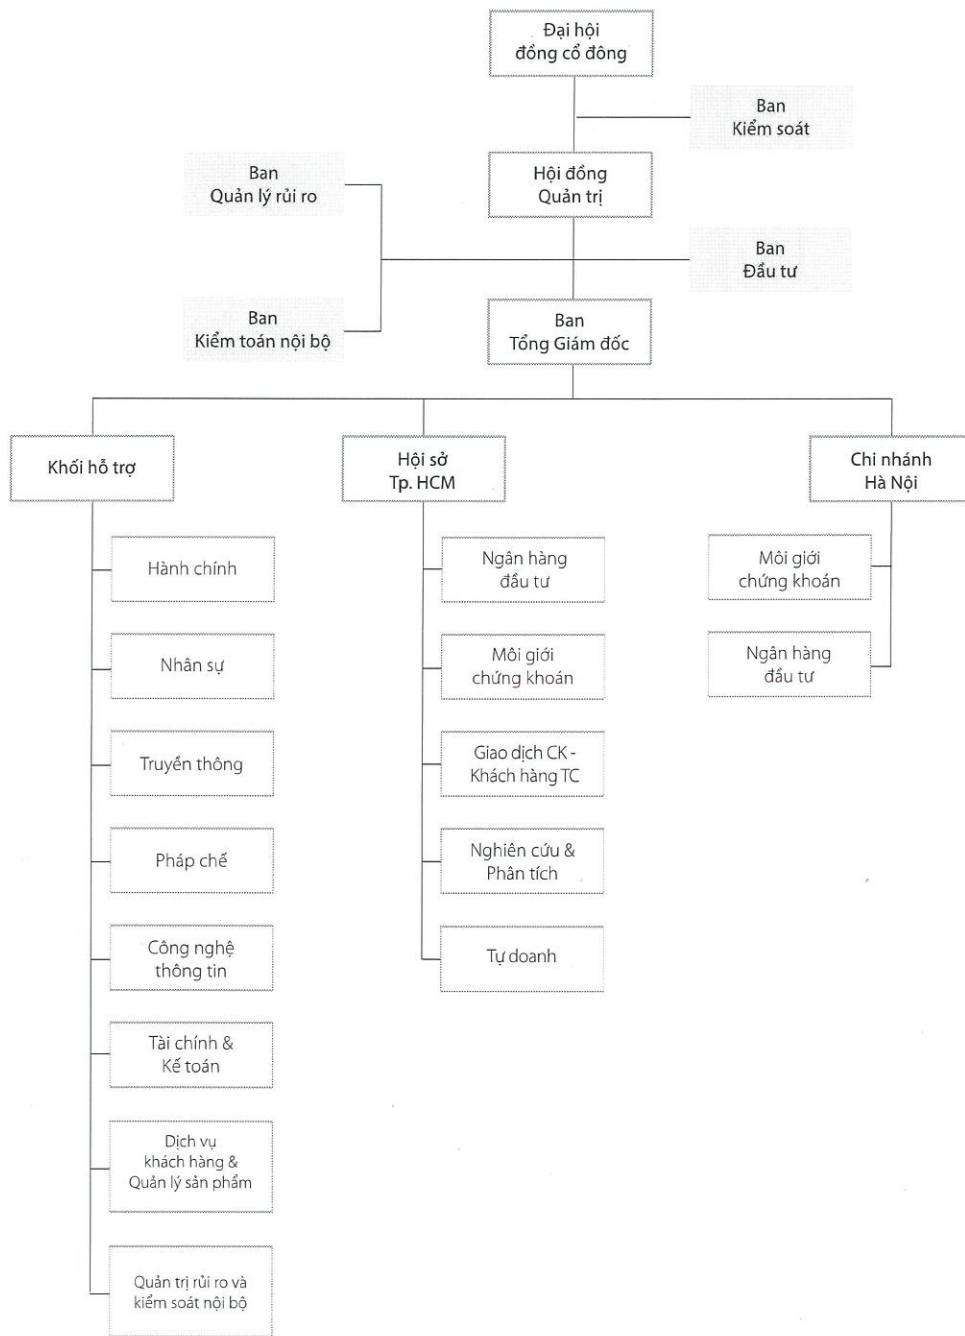 Đại hội
đồng cổ đông
Ban
Kiểm soát
Hội đồng
Quản trị
Ban
Quản lý rủi ro
Ban
Đầu tư
Ban
Kiểm toán nội bộ
Ban
Tổng Giám đốc
Khối hỗ trợ
Hội sở
Tp. HCM
Chi nhánh
Hà Nội
Hành chính
Nhân sự
Truyền thông
Pháp chế
Công nghệ
thông tin
Tài chính &
Kế toán
Dịch vụ
khách hàng &
Quản lý sản phẩm
Quản trị rủi ro và
kiểm soát nội bộ
Ngân hàng
đầu tư
Môi giới
chứng khoán
Giao dịch CK -
Khách hàng TC
Nghiên cứu &
Phân tích
Tự doanh
Môi giới
chứng khoán
Ngân hàng
đầu tư